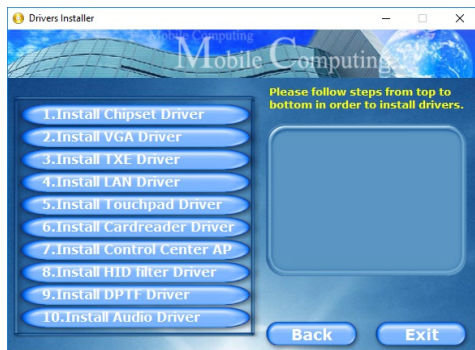 Drivers Installer
Mobile Computing
Mobile Computing
Please follow steps from top to
bottom in order to install drivers.
1.Install Chipset Driver
2.Install VGA Driver
3.Install TXE Driver
4.Install LAN Driver
5.Install Touchpad Driver
6.Install Cardreader Driver
7.Install Control Center AP
8.Install HID filter Driver
9.Install DPTF Driver
10.Install Audio Driver
Back
Exit